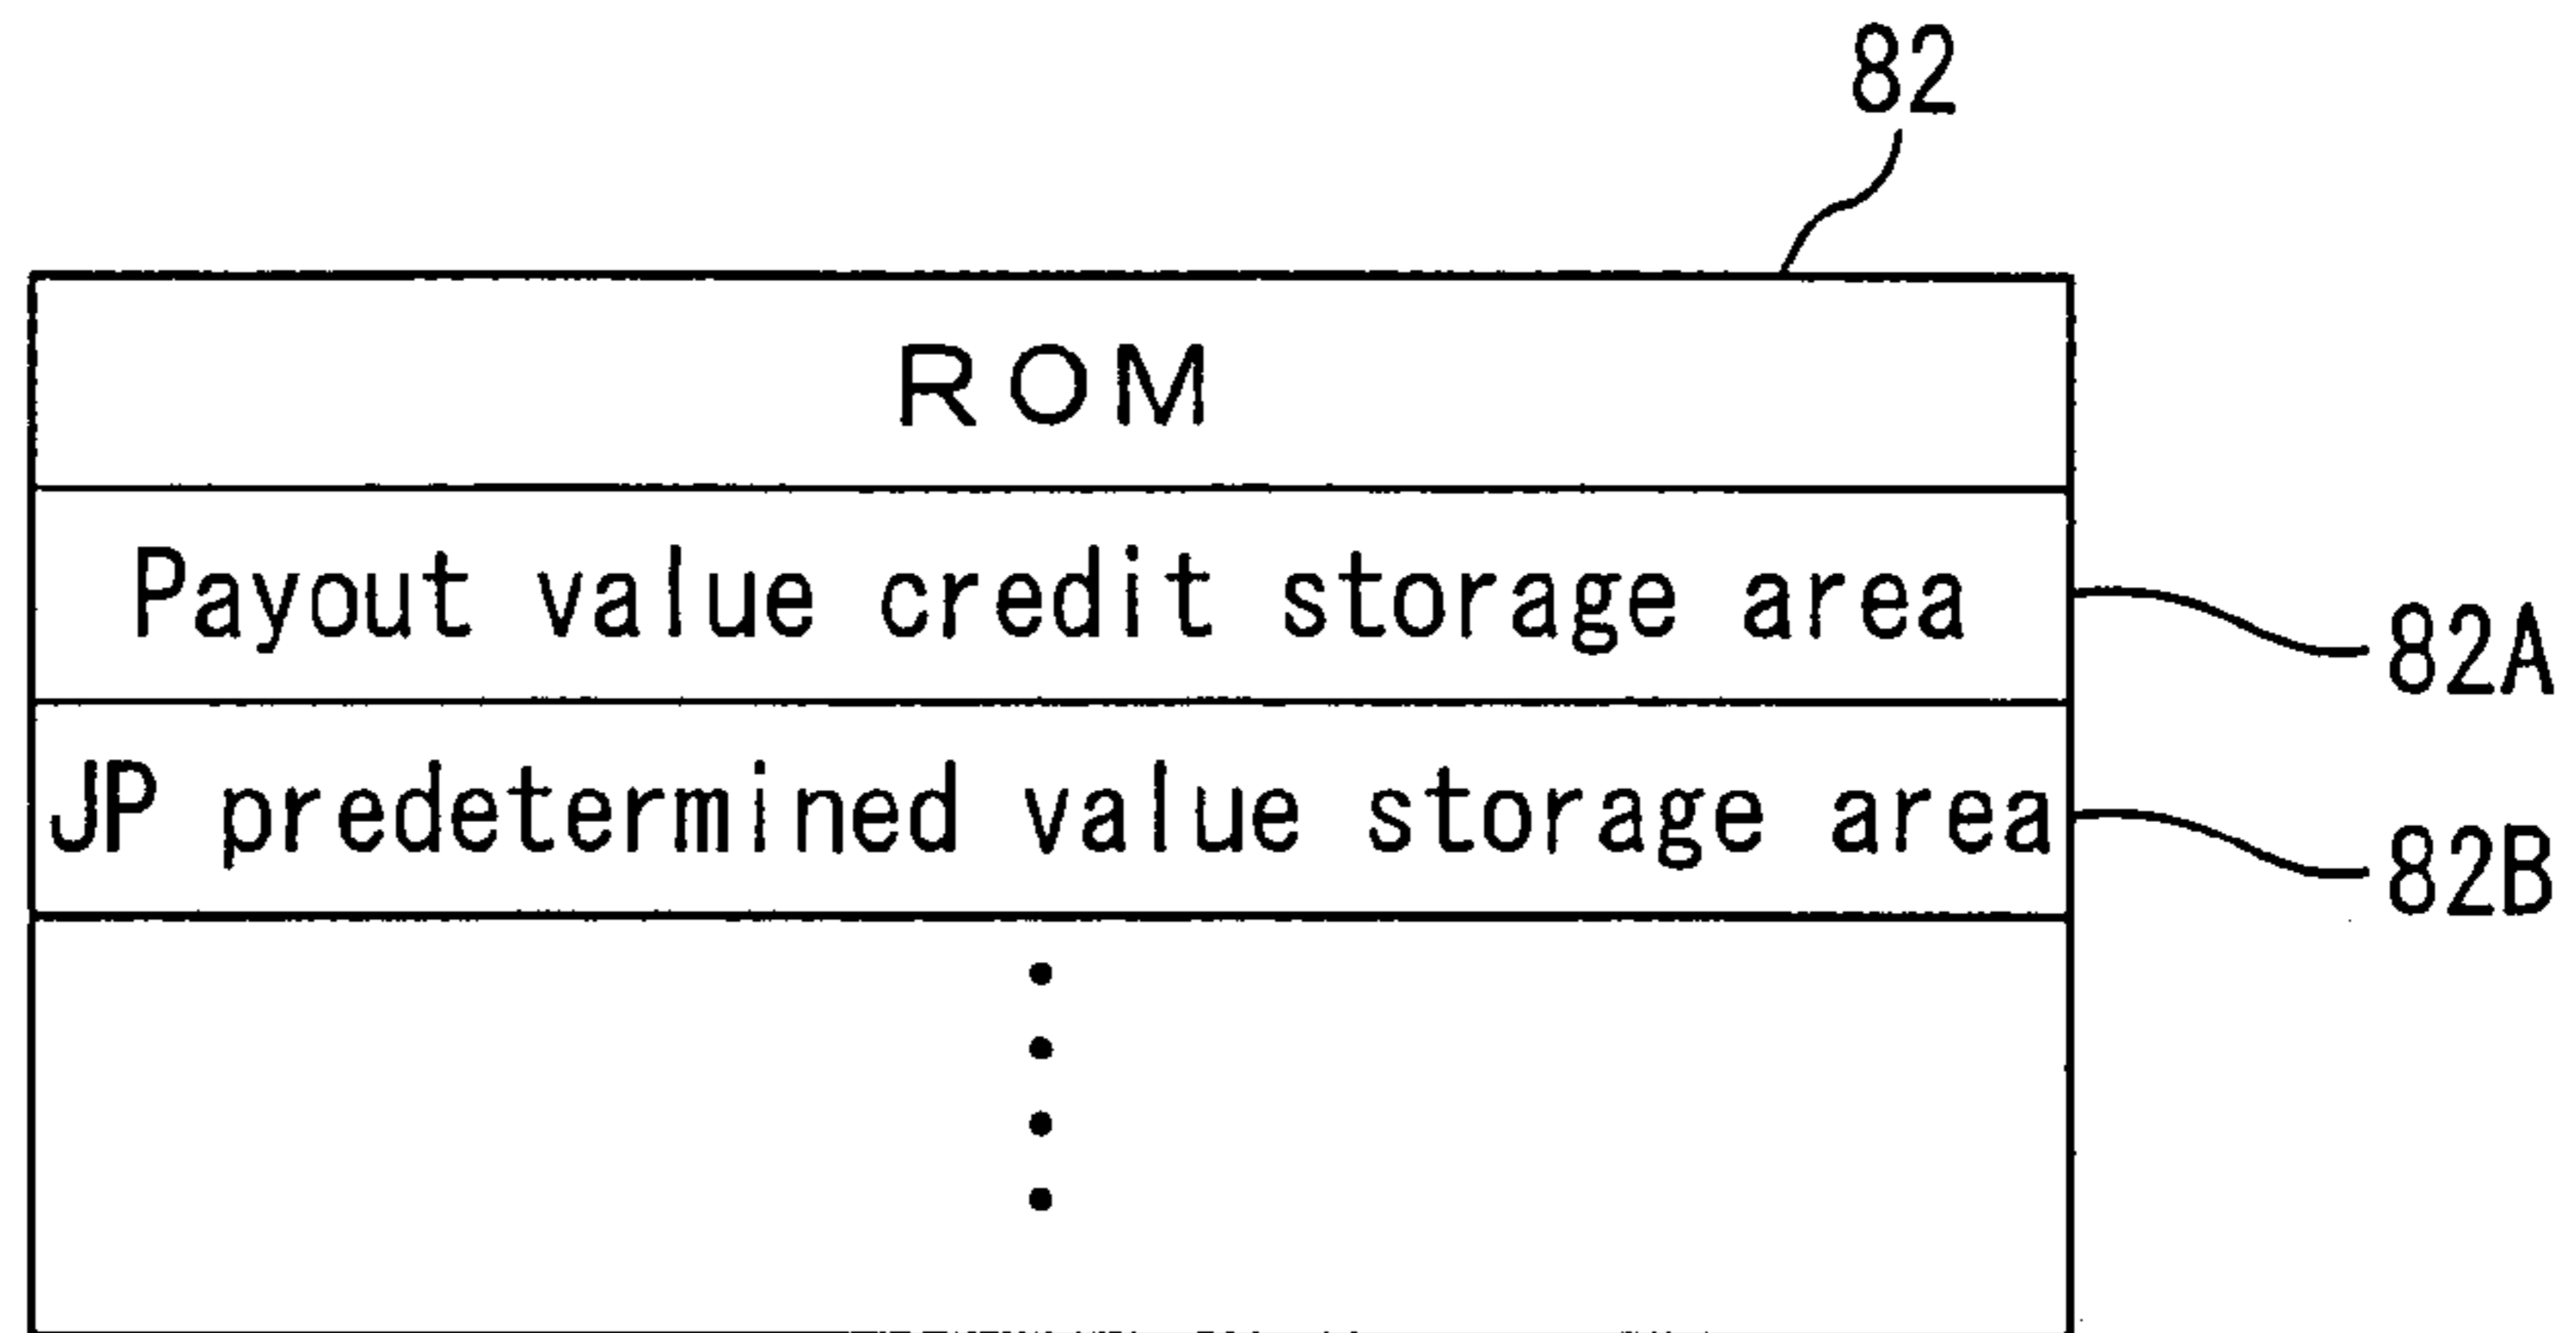 82
ROM
Payout value credit storage area
82A
JP predetermined value storage area
82B